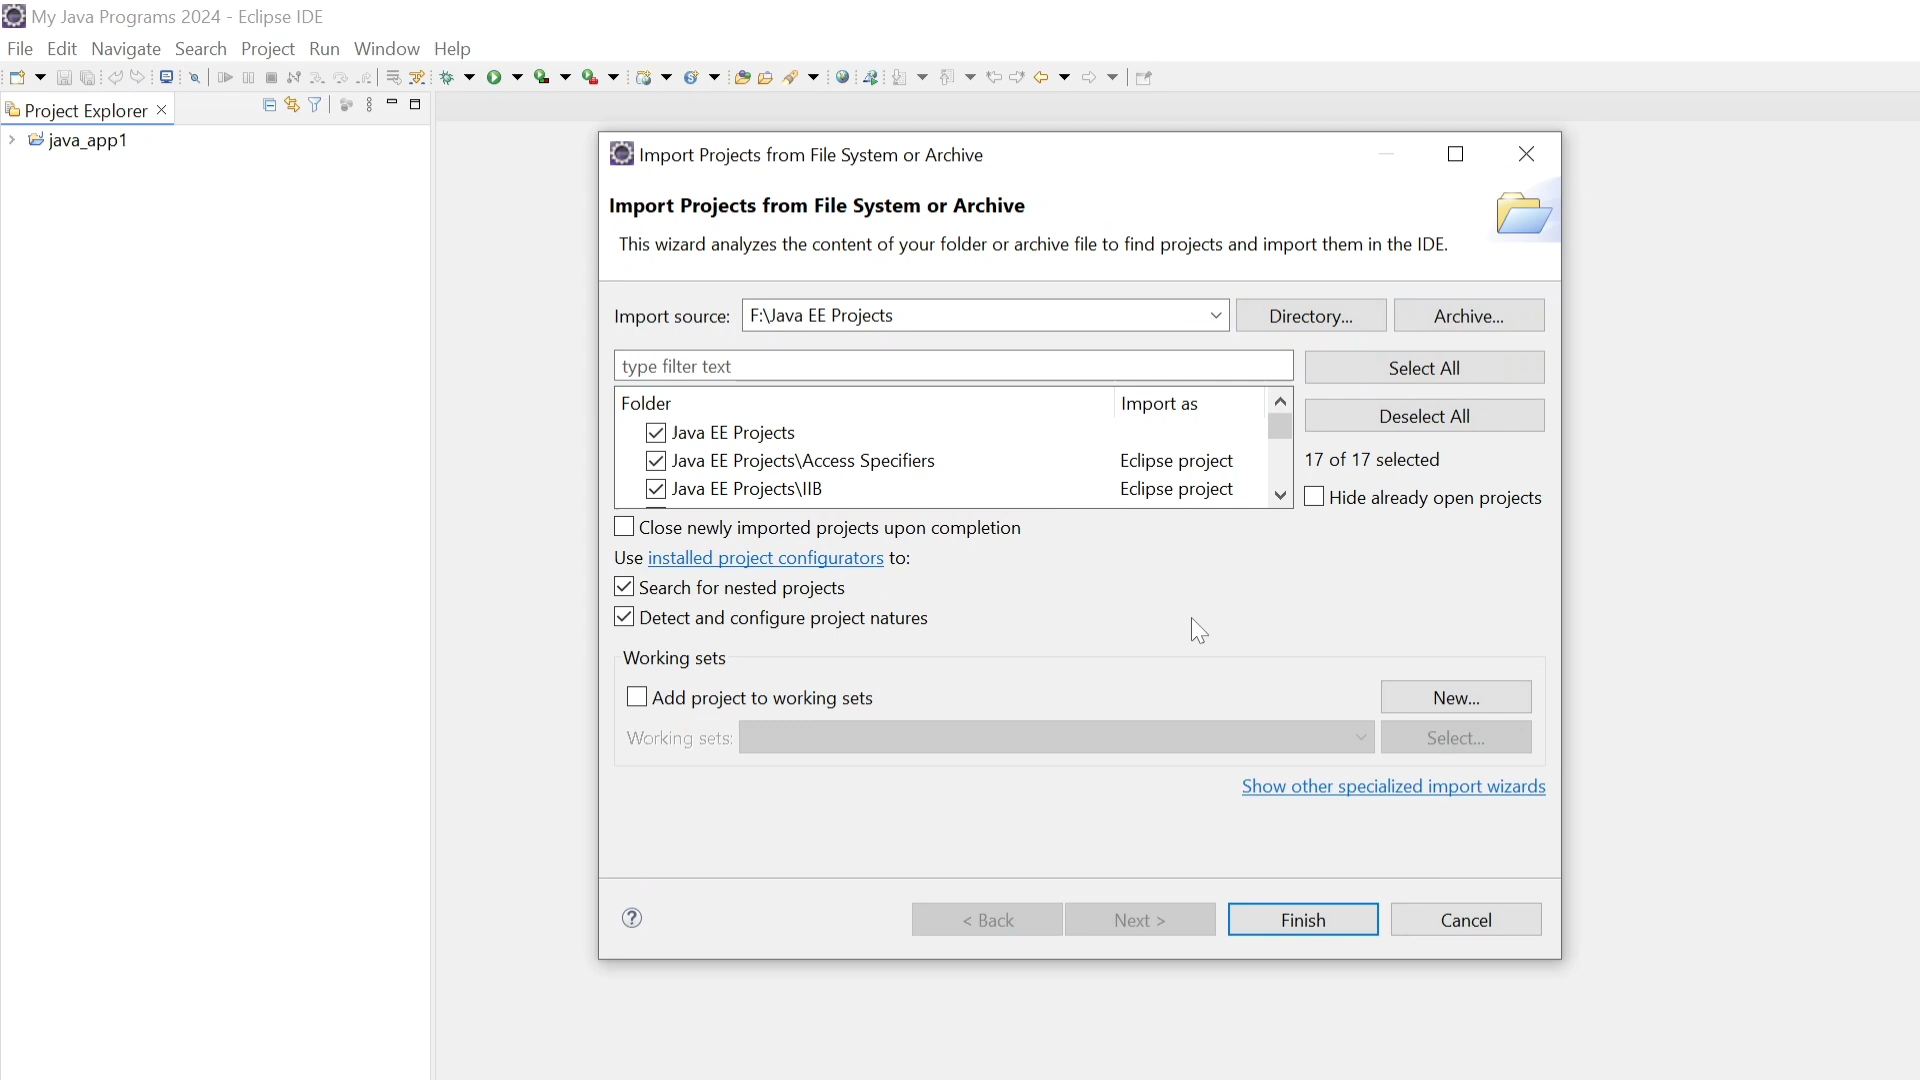 My Java Programs 2024 - Eclipse IDE
File Edit Navigate Search Project Run Window Help
Project Explorer
java_app1
Import Projects from File System or Archive
Import Projects from File System or Archive
This wizard analyzes the content of your folder or archive file to find projects and import them in the IDE.
Import source: F:\Java EE Projects Directory... Archive...
type filter text Select All
Folder Import as
Deselect All
Java EE Projects
Java EE Projects\Access Specifiers Eclipse project 17 of 17 selected
Java EE Projects\IIB Eclipse project Hide already open projects
Close newly imported projects upon completion
Use installed project configurators to:
Search for nested projects
Detect and configure project natures
Working sets
Add project to working sets New...
Working sets: Select...
Show other specialized import wizards
? < Back Next > Finish Cancel